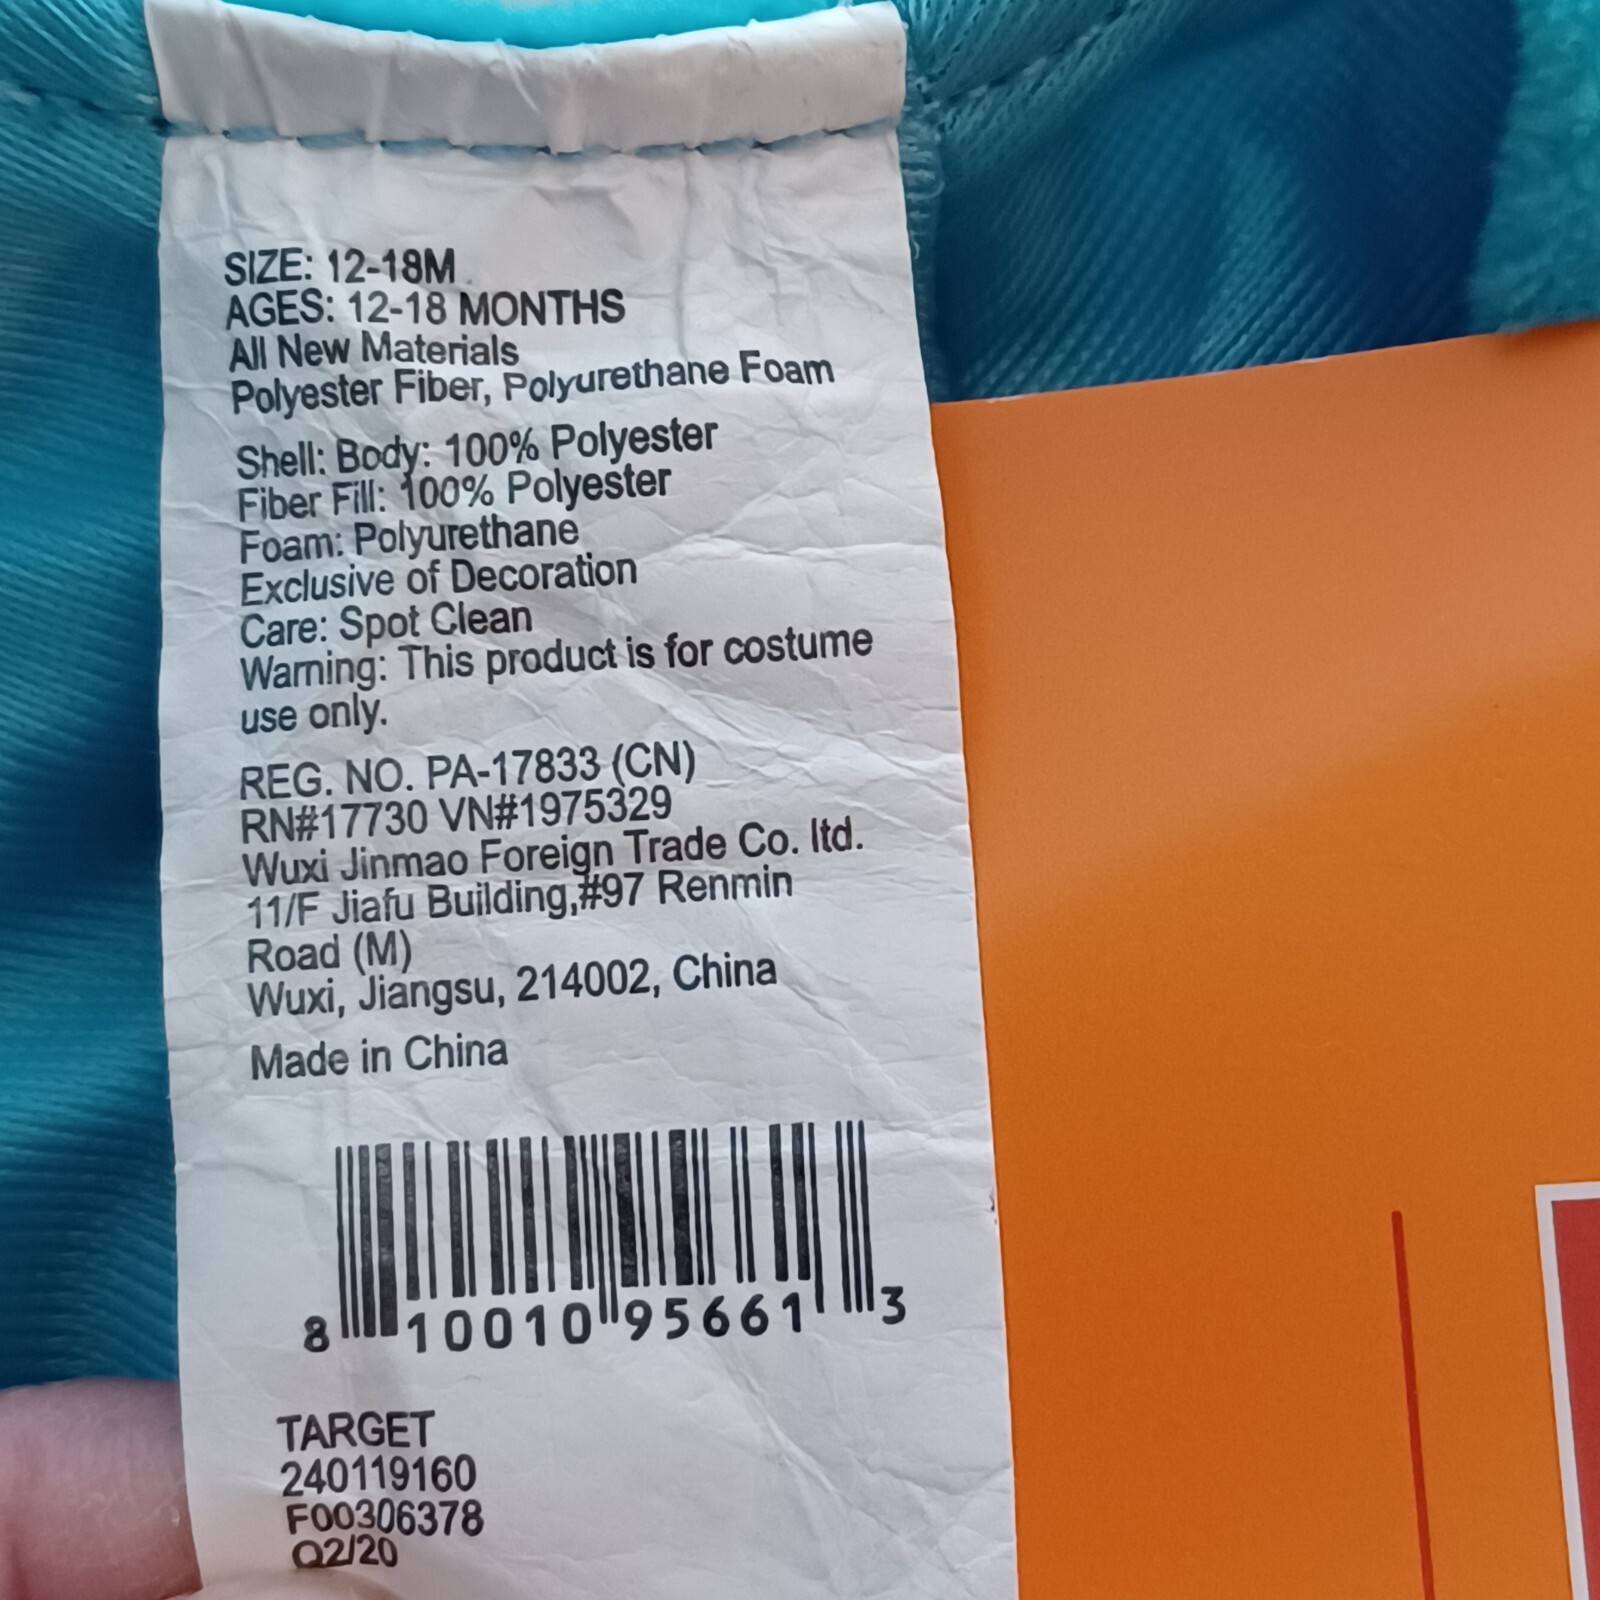 SIZE: 12-18M
AGES: 12-18 MONTHS
All New Materials
Polyester Fiber, Polyurethane Foam
Shell: Body: 100% Polyester
Fiber Fill: 100% Polyester
Foam: Polyurethane
Exclusive of Decoration
Care: Spot Clean
Warning: This product is for costume
use only.
REG. NO. PA-17833 (CN)
RN#17730 VN#1975329
Wuxi Jinmao Foreign Trade Co. ltd.
11/F Jiafu Building,#97 Renmin
Road (M)
Wuxi, Jiangsu, 214002, China
Made in China
8 10010 95661 3
TARGET
240119160
F00306378
Q2/20